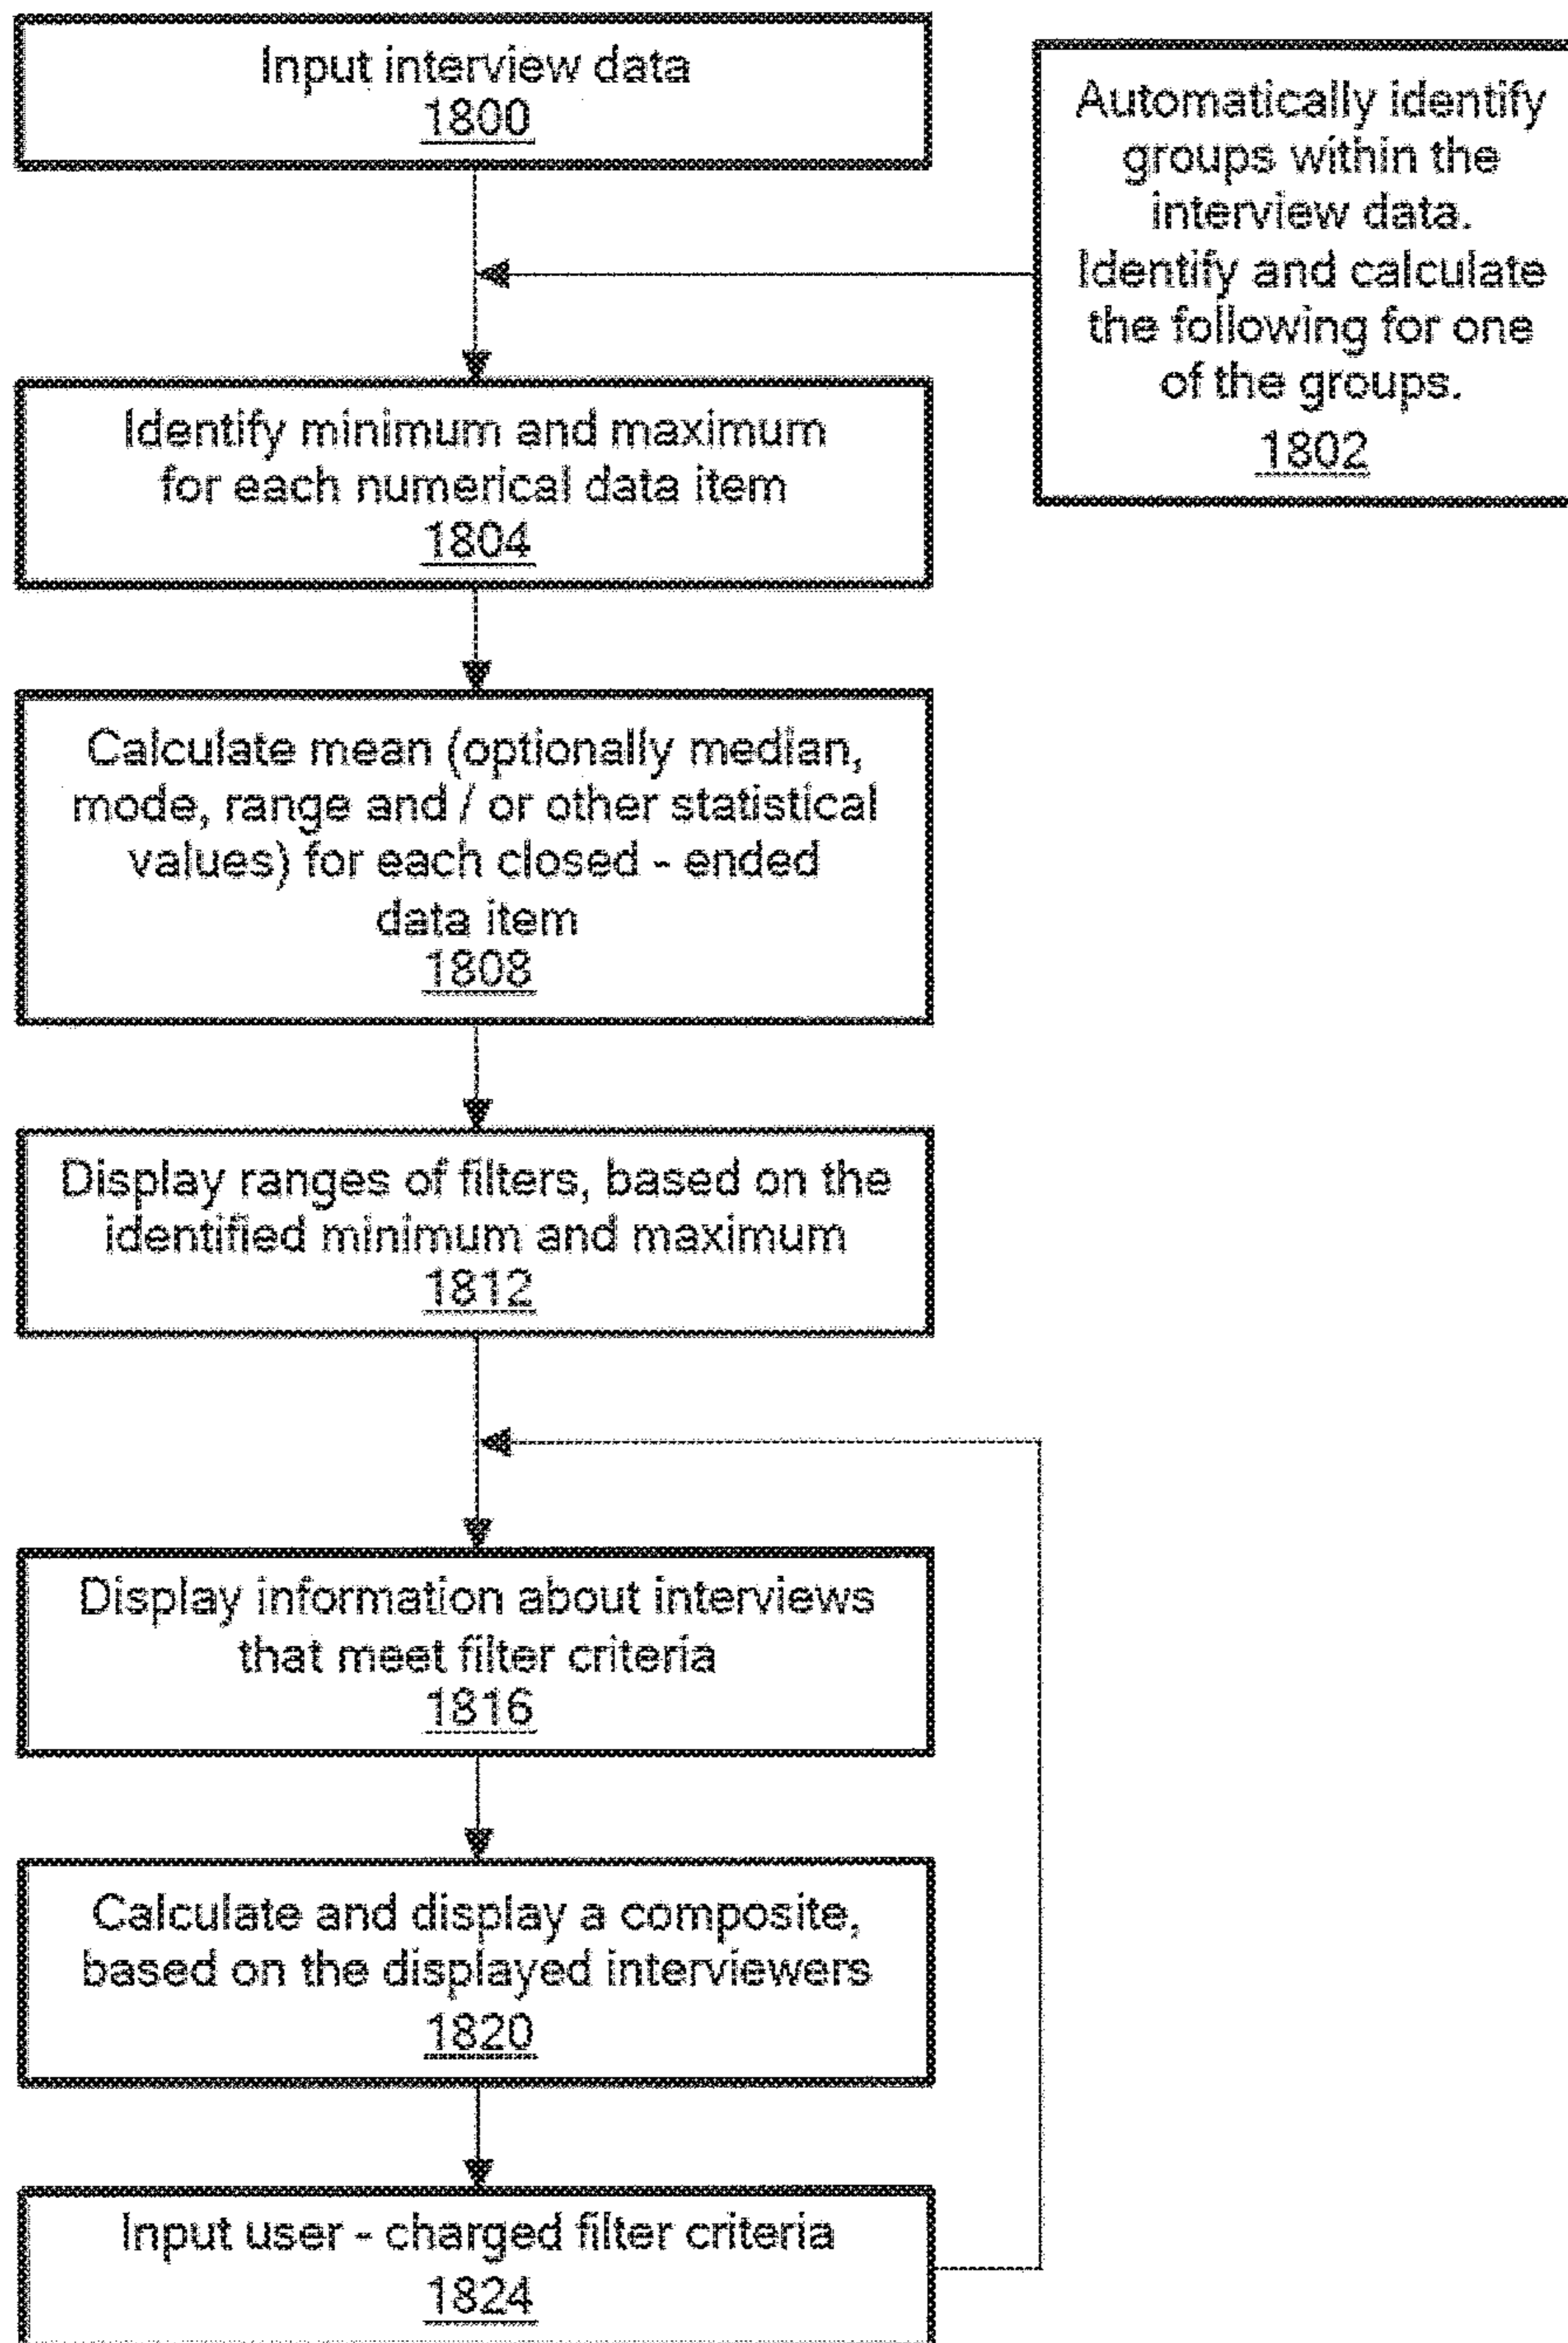 Input interview data
1800
Automatically identify
groups within the
interview data.
Identify and calculate
the following for one
of the groups.
1802
Identify minimum and maximum
for each numerical data item
1804
Calculate mean (optionally median,
mode, range and / or other statistical
values) for each closed - ended
data item
1808
Display ranges of filters, based on the
identified minimum and maximum
1812
Display information about interviews
that meet filter criteria
1816
Calculate and display a composite,
based on the displayed interviewers
1820
Input user - charged filter criteria
1824